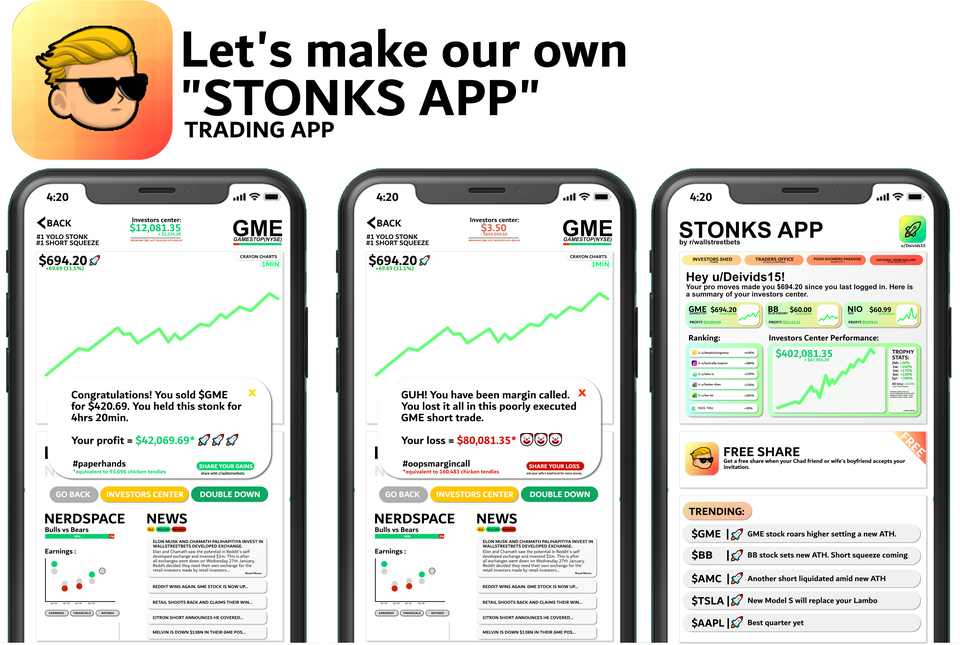 Let's make our own
"STONKS APP"
TRADING APP
4:20
BACK
#1 YOLO STONK
#1 SHORT SQUEEZE
Investors center:
$12,081.35
GME
GAMESTOP(NYSE)
$694.20
+69.69 (11.1%)
CRAYON CHARTS
1MIN
Congratulations! You sold $GME
for $420.69. You held this stonk for
4hrs 20min.
Your profit = $42,069.69*
#paperhands
*equivalent to 93,696 chicken tendies
SHARE YOUR GAINS
share with r/wallstreetbets
GO BACK
INVESTORS CENTER
DOUBLE DOWN
NERDSPACE
Bulls vs Bears
Earnings :
EARNINGS
FINANCIALS
RATINGS
NEWS
ELON MUSK AND CHAMATH PALIHAPITIYA INVEST IN
WALLSTREETBETS DEVELOPED EXCHANGE.
Elon and Chamath saw the potential in Reddit's self
developed exchange and invested $1m. This is after
all exchanges went down on Wednesday 27th January.
Reddit decided they need their own exchange for the
retail investors made by retail investors...
Read More
REDDIT WINS AGAIN. GME STOCK IS NOW UP...
RETAIL SHOOTS BACK AND CLAIMS THEIR WIN...
CITRON SHORT ANNOUNCES HE COVERED...
MELVIN IS DOWN $13BN IN THEIR GME POS...
4:20
BACK
#1 YOLO STONK
#1 SHORT SQUEEZE
Investors center:
$3.50
GME
GAMESTOP(NYSE)
$694.20
+69.69 (11.1%)
CRAYON CHARTS
1MIN
GUH! You have been margin called.
You lost it all in this poorly executed
GME short trade.
Your loss = $80,081.35*
#oopsmargincall
*equivalent to 160,483 chicken tendies
SHARE YOUR LOSS
ask your wife's boyfriend for some money
GO BACK
INVESTORS CENTER
DOUBLE DOWN
NERDSPACE
Bulls vs Bears
Earnings :
EARNINGS
FINANCIALS
RATINGS
NEWS
ELON MUSK AND CHAMATH PALIHAPITIYA INVEST IN
WALLSTREETBETS DEVELOPED EXCHANGE.
Elon and Chamath saw the potential in Reddit's self
developed exchange and invested $1m. This is after
all exchanges went down on Wednesday 27th January.
Reddit decided they need their own exchange for the
retail investors made by retail investors...
Read More
REDDIT WINS AGAIN. GME STOCK IS NOW UP...
RETAIL SHOOTS BACK AND CLAIMS THEIR WIN...
CITRON SHORT ANNOUNCES HE COVERED...
MELVIN IS DOWN $13BN IN THEIR GME POS...
4:20
STONKS APP
by r/wallstreetbets
u/Deivids15
INVESTORS SHED
TRADERS OFFICE
POOR BOOMERS PARADISE
Hey u/Deivids15!
Your pro moves made you $694.20 since you last logged in. Here is
a summary of your investors center.
GME
$694.20
PROFIT:
BB
$60.00
PROFIT:
NIO
$60.99
PROFIT:
Ranking:
Investors Center Performance:
$402,081.35
TROPHY
STATS:
FREE SHARE
Get a free share when your Chad friend or wife's boyfriend accepts your
invitation.
FREE
TRENDING:
$GME | GME stock roars higher setting a new ATH.
$BB | BB stock sets new ATH. Short squeeze coming
$AMC | Another short liquidated amid new ATH
$TSLA | New Model S will replace your Lambo
$AAPL | Best quarter yet